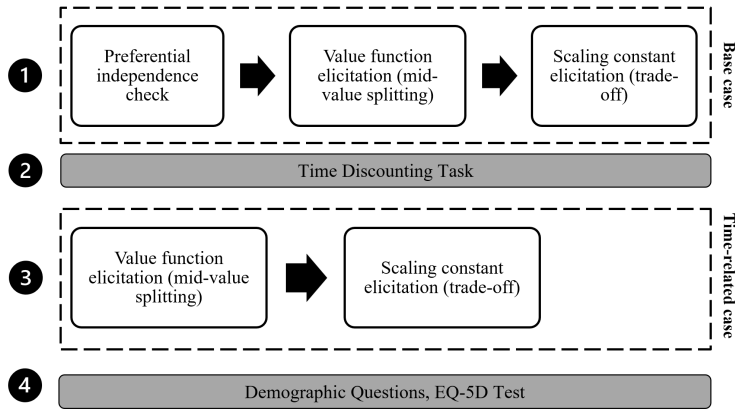 1
Preferential
independence
check
Value function
elicitation (mid-
value splitting)
Scaling constant
elicitation (trade-
off)
Base case
2
Time Discounting Task
3
Value function
elicitation (mid-value
splitting)
Scaling constant
elicitation (trade-off)
Time-related case
4
Demographic Questions, EQ-5D Test